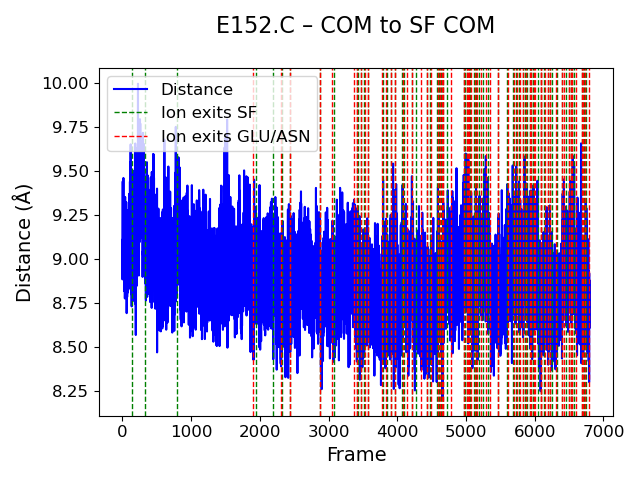 E152.C – COM to SF COM
Distance
Ion exits SF
Ion exits GLU/ASN
Distance (Å)
10.00
9.75
9.50
9.25
9.00
8.75
8.50
8.25
0 1000 2000 3000 4000 5000 6000 7000
Frame